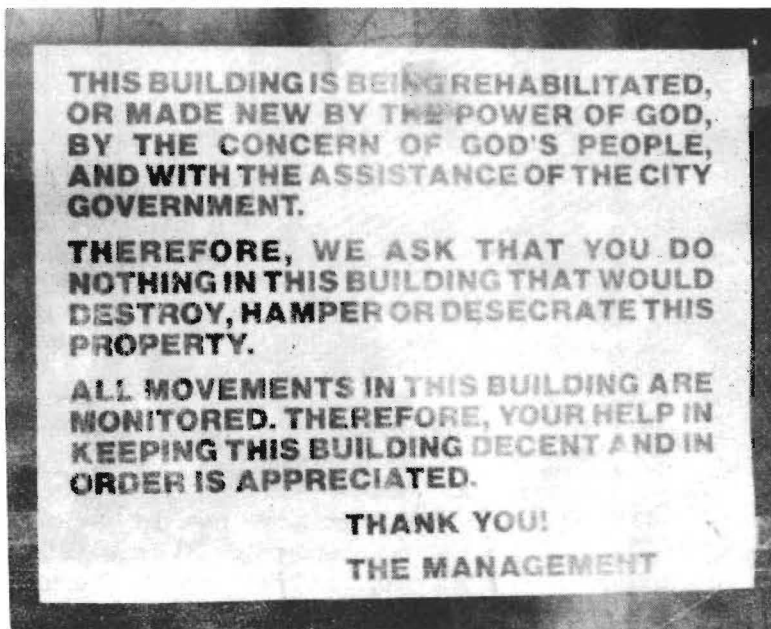 THIS BUILDING IS BEING REHABILITATED,
OR MADE NEW BY THE POWER OF GOD,
BY THE CONCERN OF GOD'S PEOPLE,
AND WITH THE ASSISTANCE OF THE CITY
GOVERNMENT.
THEREFORE, WE ASK THAT YOU DO
NOTHING IN THIS BUILDING THAT WOULD
DESTROY, HAMPER OR DESECRATE THIS
PROPERTY.
ALL MOVEMENTS IN THIS BUILDING ARE
MONITORED. THEREFORE, YOUR HELP IN
KEEPING THIS BUILDING DECENT AND IN
ORDER IS APPRECIATED.
THANK YOU!
THE MANAGEMENT